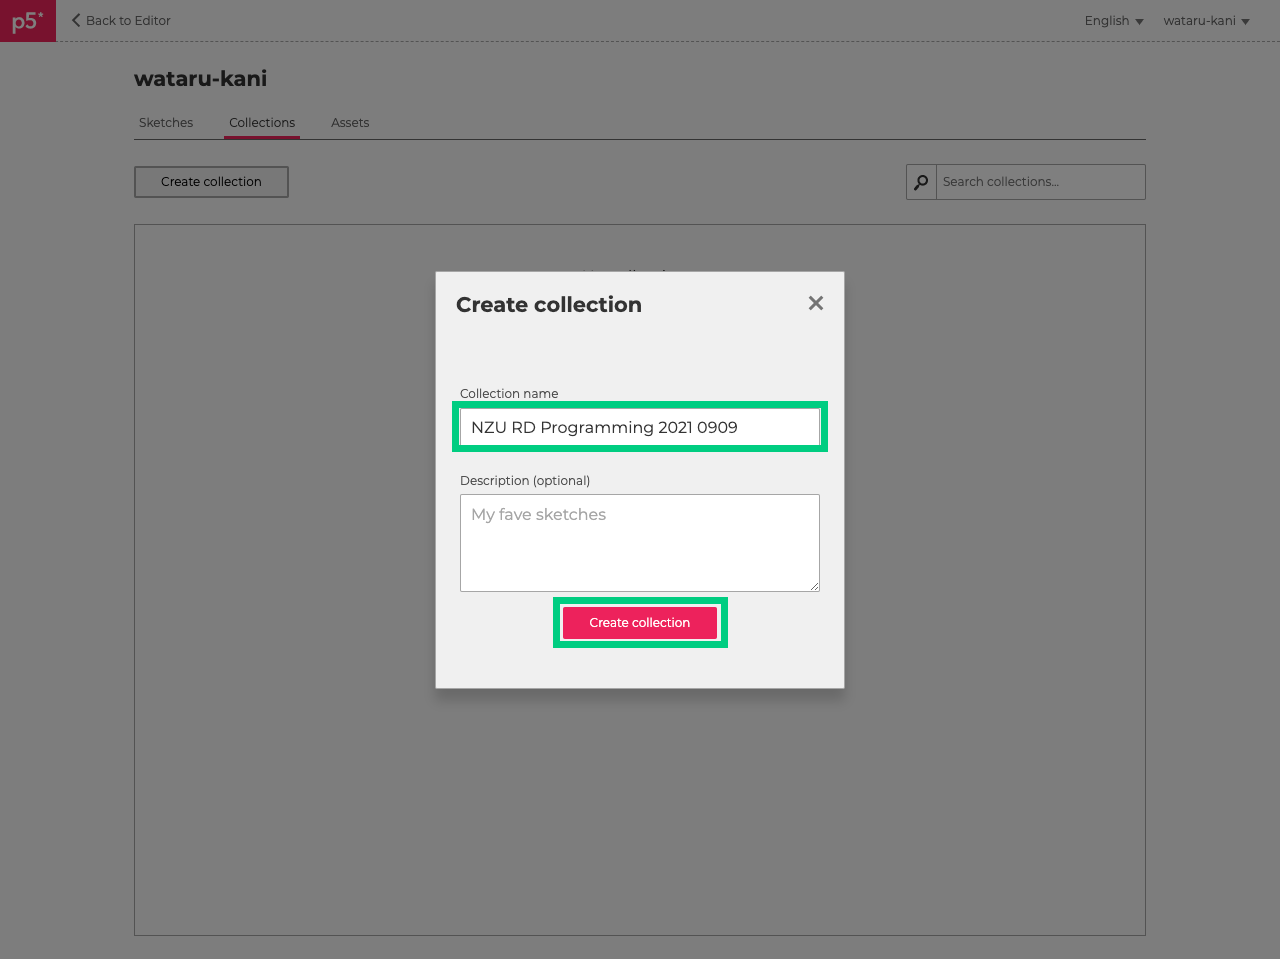 p5*
Back to Editor
English
wataru-kani
wataru-kani
Sketches
Collections
Assets
Create collection
Search collections...
Create collection
Collection name
NZU RD Programming 2021 0909
Description (optional)
My fave sketches
Create collection